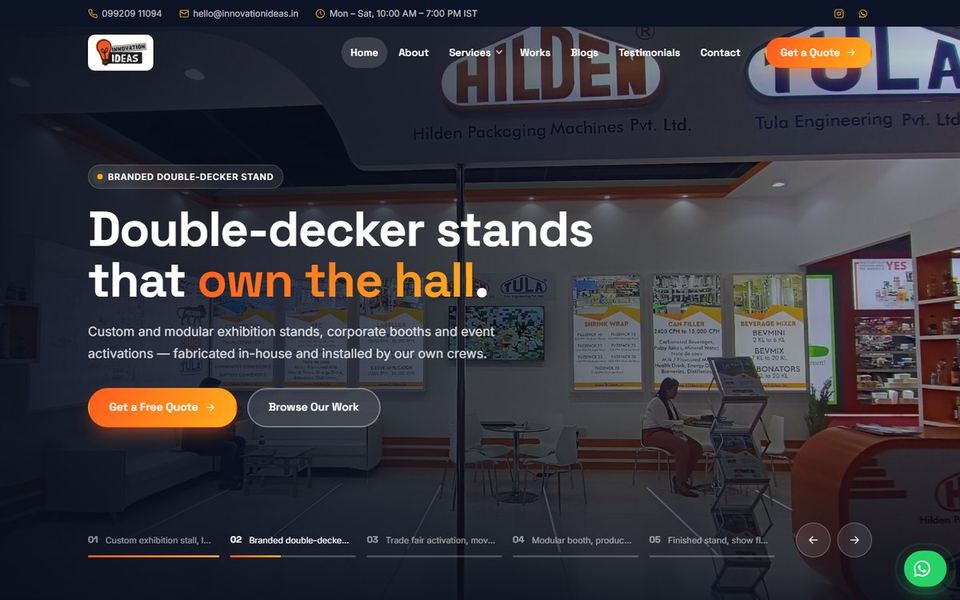 099209 11094
hello@innovationideas.in
Mon – Sat, 10:00 AM – 7:00 PM IST
INNOVATION
IDEAS
Home
About
Services
Works
Blogs
Testimonials
Contact
Get a Quote →
HILDEN®
TULA
Hilden Packaging Machines Pvt. Ltd.
Tula Engineering Pvt. Ltd.
BRANDED DOUBLE-DECKER STAND
Double-decker stands
that own the hall.
Custom and modular exhibition stands, corporate booths and event
activations — fabricated in-house and installed by our own crews.
Get a Free Quote →
Browse Our Work
TULA
YES
SHRINK WRAP
CAN FILLER
BEVERAGE MIXER
BEVMINI
BEVMIX
01 Custom exhibition stall, l...
02 Branded double-decke...
03 Trade fair activation, mov...
04 Modular booth, produc...
05 Finished stand, show fl...
←
→